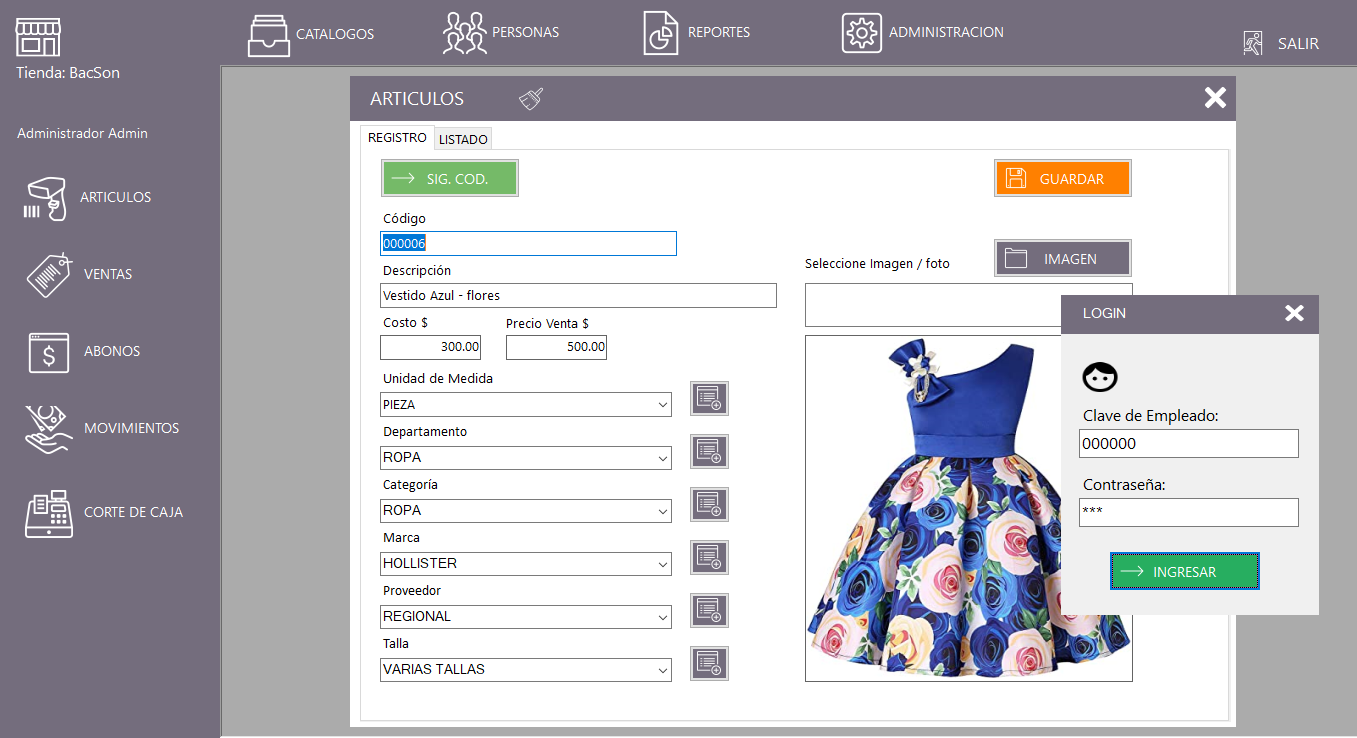 CATALOGOS
PERSONAS
REPORTES
ADMINISTRACION
SALIR
Tienda: BacSon
Administrador Admin
ARTICULOS
VENTAS
ABONOS
MOVIMIENTOS
CORTE DE CAJA
ARTICULOS
REGISTRO
LISTADO
SIG. COD.
GUARDAR
Código
000006
Descripción
Vestido Azul - flores
Costo $
Precio Venta $
300.00
500.00
Unidad de Medida
PIEZA
Departamento
ROPA
Categoría
ROPA
Marca
HOLLISTER
Proveedor
REGIONAL
Talla
VARIAS TALLAS
Seleccione Imagen / foto
IMAGEN
LOGIN
Clave de Empleado:
000000
Contraseña:
***
INGRESAR